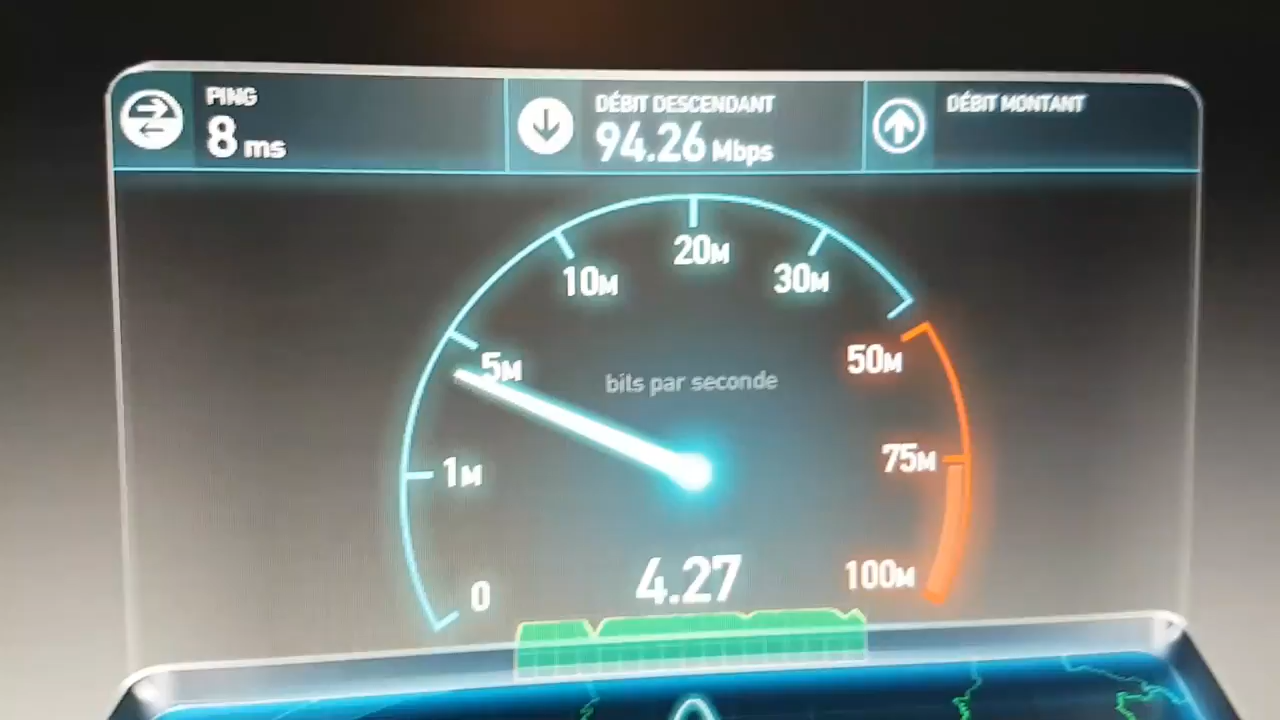 PING
8 ms
DÉBIT DESCENDANT
94.26 Mbps
DÉBIT MONTANT
20M
10M
30M
5M
50M
bits par seconde
1M
75M
4.27
0
100M